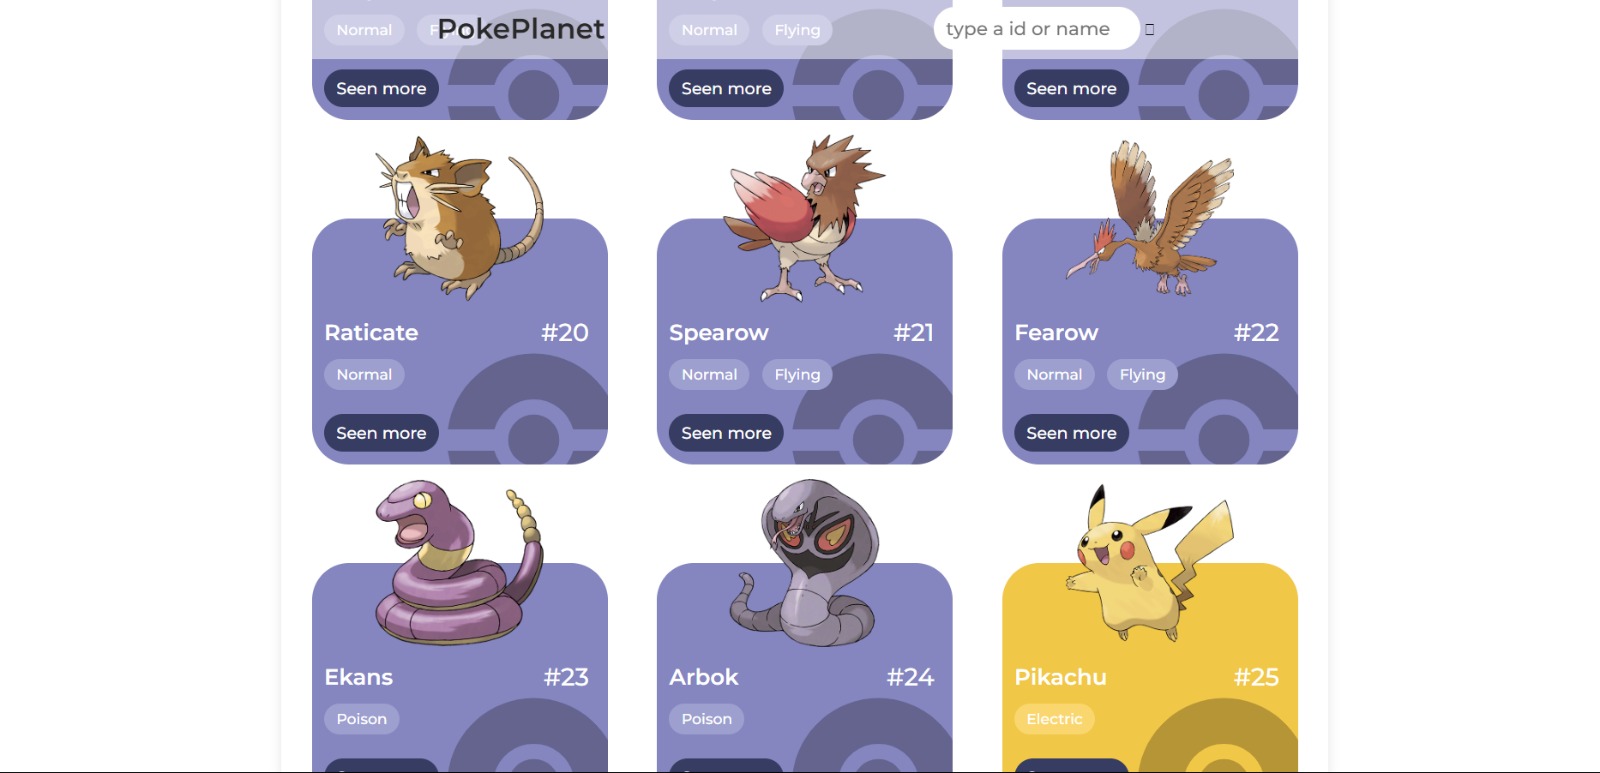 Normal Flying
PokePlanet
type a id or name
Normal Flying
Seen more
Seen more
Seen more
Raticate #20
Normal
Seen more
Spearow #21
Normal Flying
Seen more
Fearow #22
Normal Flying
Seen more
Ekans #23
Poison
Arbok #24
Poison
Pikachu #25
Electric